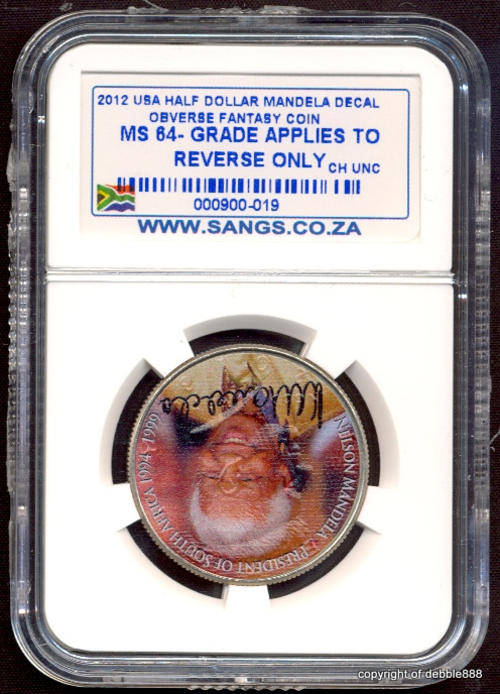 2012 USA HALF DOLLAR MANDELA DECAL
OBVERSE FANTASY COIN
MS 64- GRADE APPLIES TO
REVERSE ONLY CH UNC
000900-019
WWW.SANGS.CO.ZA
NELSON MANDELA - PRESIDENT OF SOUTH AFRICA 1994-1999
copyright of debble888